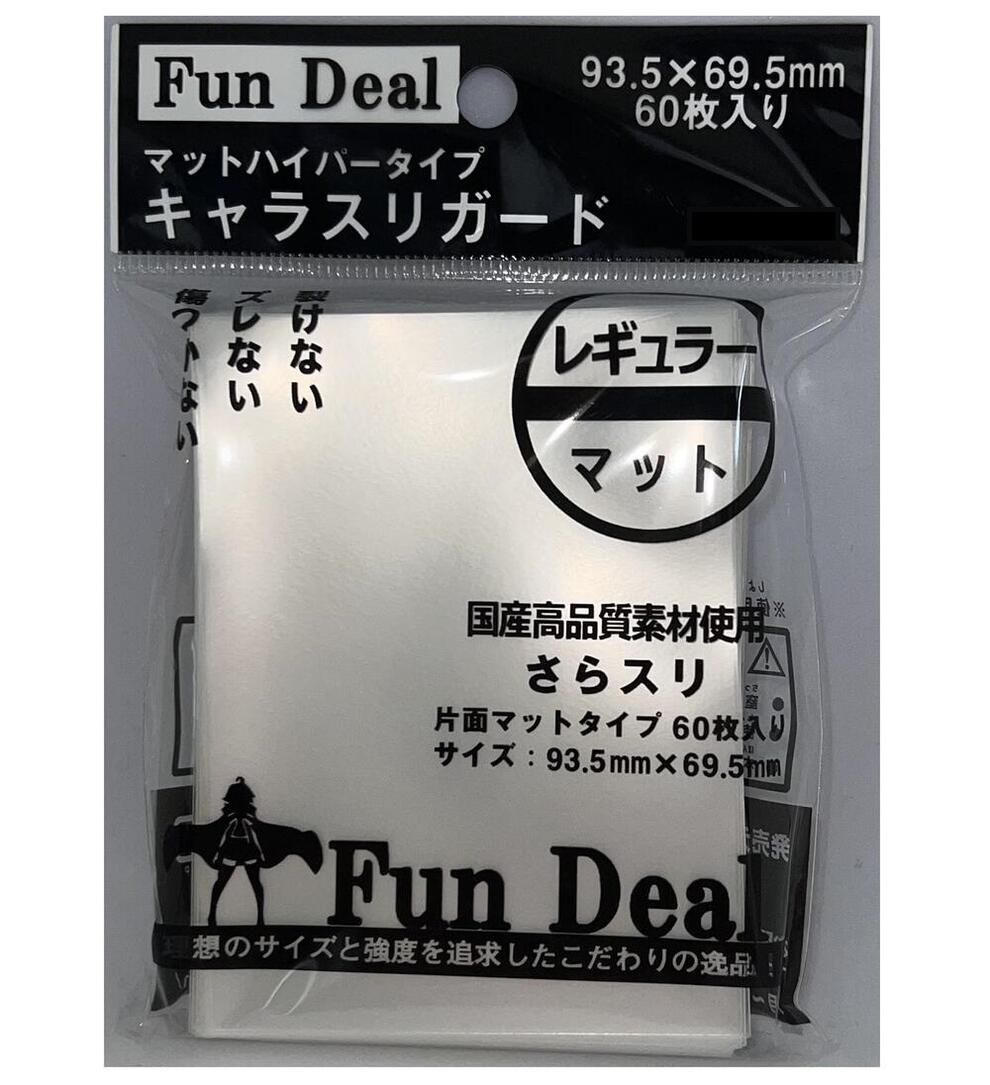 Fun Deal
93.5×69.5mm
60枚入り
マットハイパータイプ
キャラスリガード
裂けない
ズレない
傷つかない
レギュラー
マット
国産高品質素材使用
さらスリ
片面マットタイプ 60枚入り
サイズ：93.5mm×69.5mm
Fun Deal
理想のサイズと強度を追求したこだわりの逸品